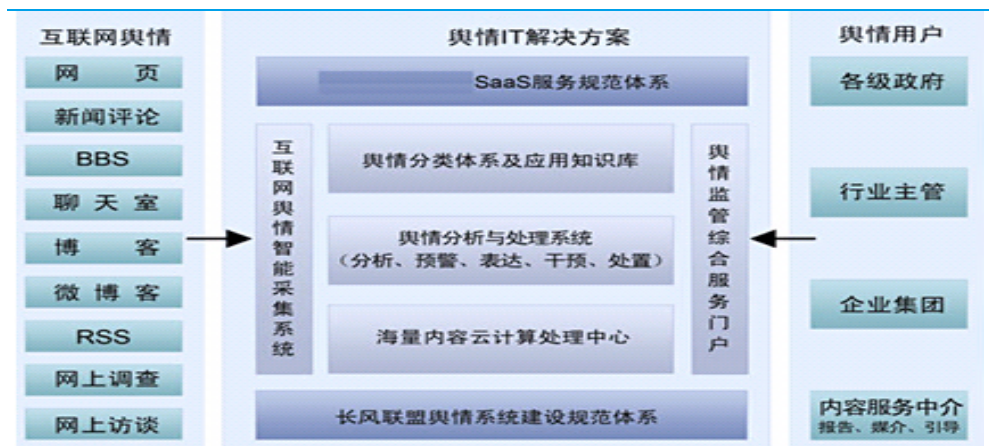 互联网舆情
网 页
新闻评论
BBS
聊 天 室
博 客
微 博 客
RSS
网上调查
网上访谈
舆情IT解决方案
SaaS服务规范体系
互联网舆情智能采集系统
舆情分类体系及应用知识库
舆情分析与处理系统
（分析、预警、表达、干预、处置）
海量内容云计算处理中心
舆情监管综合服务门户
长风联盟舆情系统建设规范体系
舆情用户
各级政府
行业主管
企业集团
内容服务中介
报告、媒介、引导